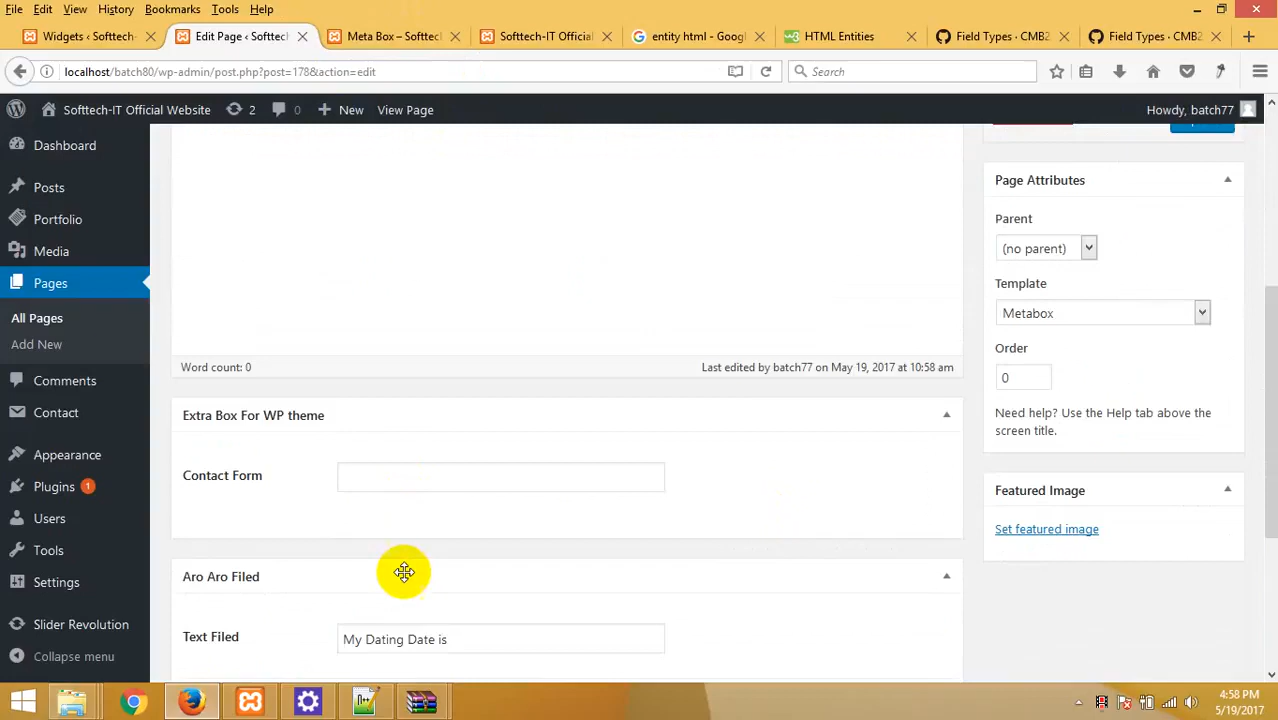 File Edit View History Bookmarks Tools Help
Widgets ‹ Softech- Edit Page ‹ Softtech Meta Box – Softtecl Softtech-IT Official entity html - Googl HTML Entities Field Types · CMB2 Field Types · CMB2
localhost/batch80/wp-admin/post.php?post=178&action=edit Search
Softtech-IT Official Website 2 0 New View Page Howdy, batch77
Dashboard
Posts
Portfolio
Media
Pages
All Pages
Add New
Comments
Contact
Appearance
Plugins 1
Users
Tools
Settings
Slider Revolution
Collapse menu
Word count: 0 Last edited by batch77 on May 19, 2017 at 10:58 am
Extra Box For WP theme
Contact Form
Aro Aro Filed
Text Filed My Dating Date is
Page Attributes
Parent
(no parent)
Template
Metabox
Order
0
Need help? Use the Help tab above the
screen title.
Featured Image
Set featured image
4:58 PM
5/19/2017